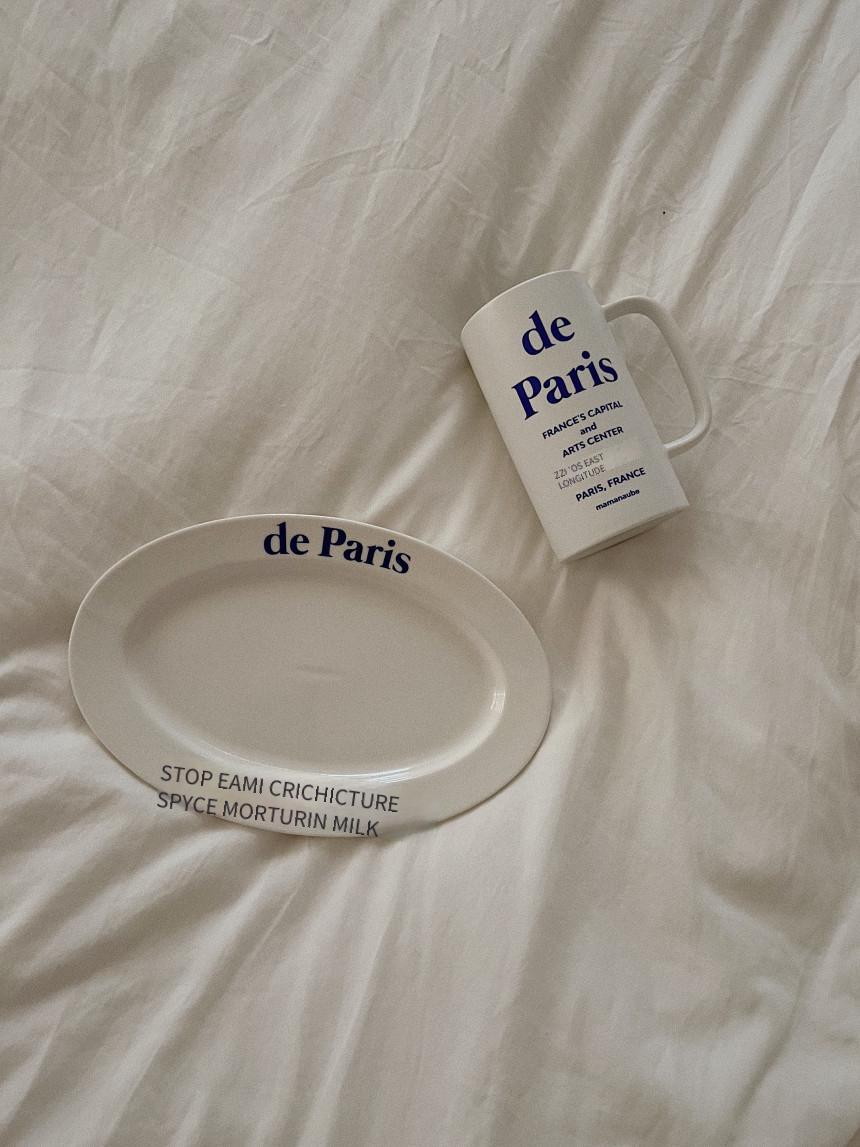 de
Paris
FRANCE'S CAPITAL
and
ARTS CENTER
LONGITUDE
PARIS, FRANCE
mamanaube
de Paris
STOP EAMI CRICHICTURE
SPYCE MORTURIN MILK